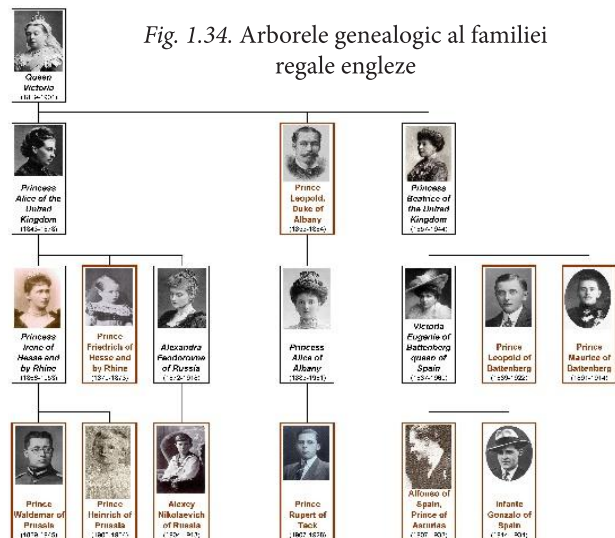 Fig. 1.34. Arborele genealogic al familiei
regale engleze
Queen
Victoria
Princess
Alice of the
United
Kingdom
Prince
Leopold,
Duke of
Albany
Princess
Beatrice of
the United
Kingdom
Princess
Irene of
Hesse and
by Rhine
Prince
Friedrich of
Hesse and
by Rhine
Alexandra
of Russia
Princess
Alice of
Albany
Victoria
Eugenie of
Battenberg
queen of
Spain
Prince
Leopold of
Battenberg
Prince
Maurice of
Battenberg
Prince
Waldemar of
Prussia
Prince
Heinrich of
Prussia
Alexey
Nikolaevich
of Russia
Prince
Rupert of
Teck
Alfonso of
Spain,
Prince of
Asturias
Infante
Gonzalo of
Spain